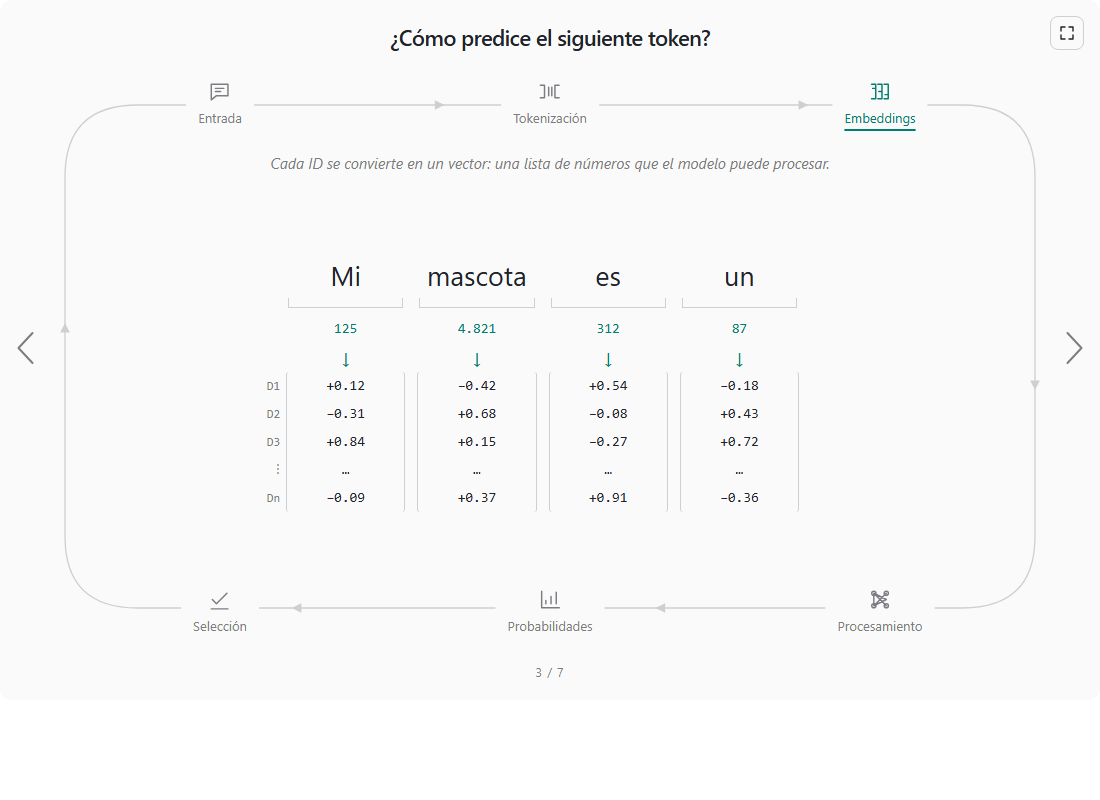 ¿Cómo predice el siguiente token?
Entrada
Tokenización
Embeddings
Cada ID se convierte en un vector: una lista de números que el modelo puede procesar.
Mi mascota es un
125 4.821 312 87
↓ ↓ ↓ ↓
D1 +0.12 −0.42 +0.54 −0.18
D2 −0.31 +0.68 −0.08 +0.43
D3 +0.84 +0.15 −0.27 +0.72
⋮ … … … …
Dn −0.09 +0.37 +0.91 −0.36
Selección
Probabilidades
Procesamiento
3 / 7